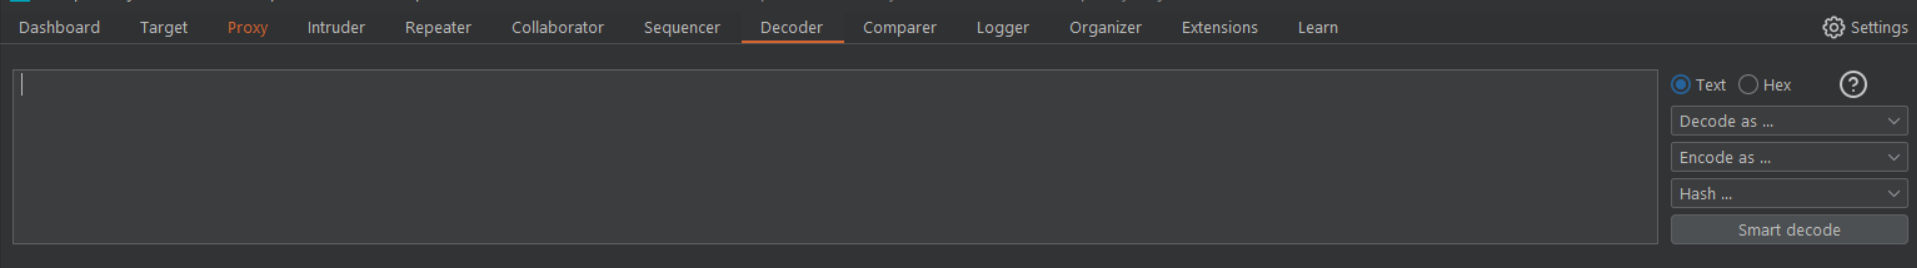 Dashboard Target Proxy Intruder Repeater Collaborator Sequencer Decoder Comparer Logger Organizer Extensions Learn Settings
Text Hex ?
Decode as ...
Encode as ...
Hash ...
Smart decode